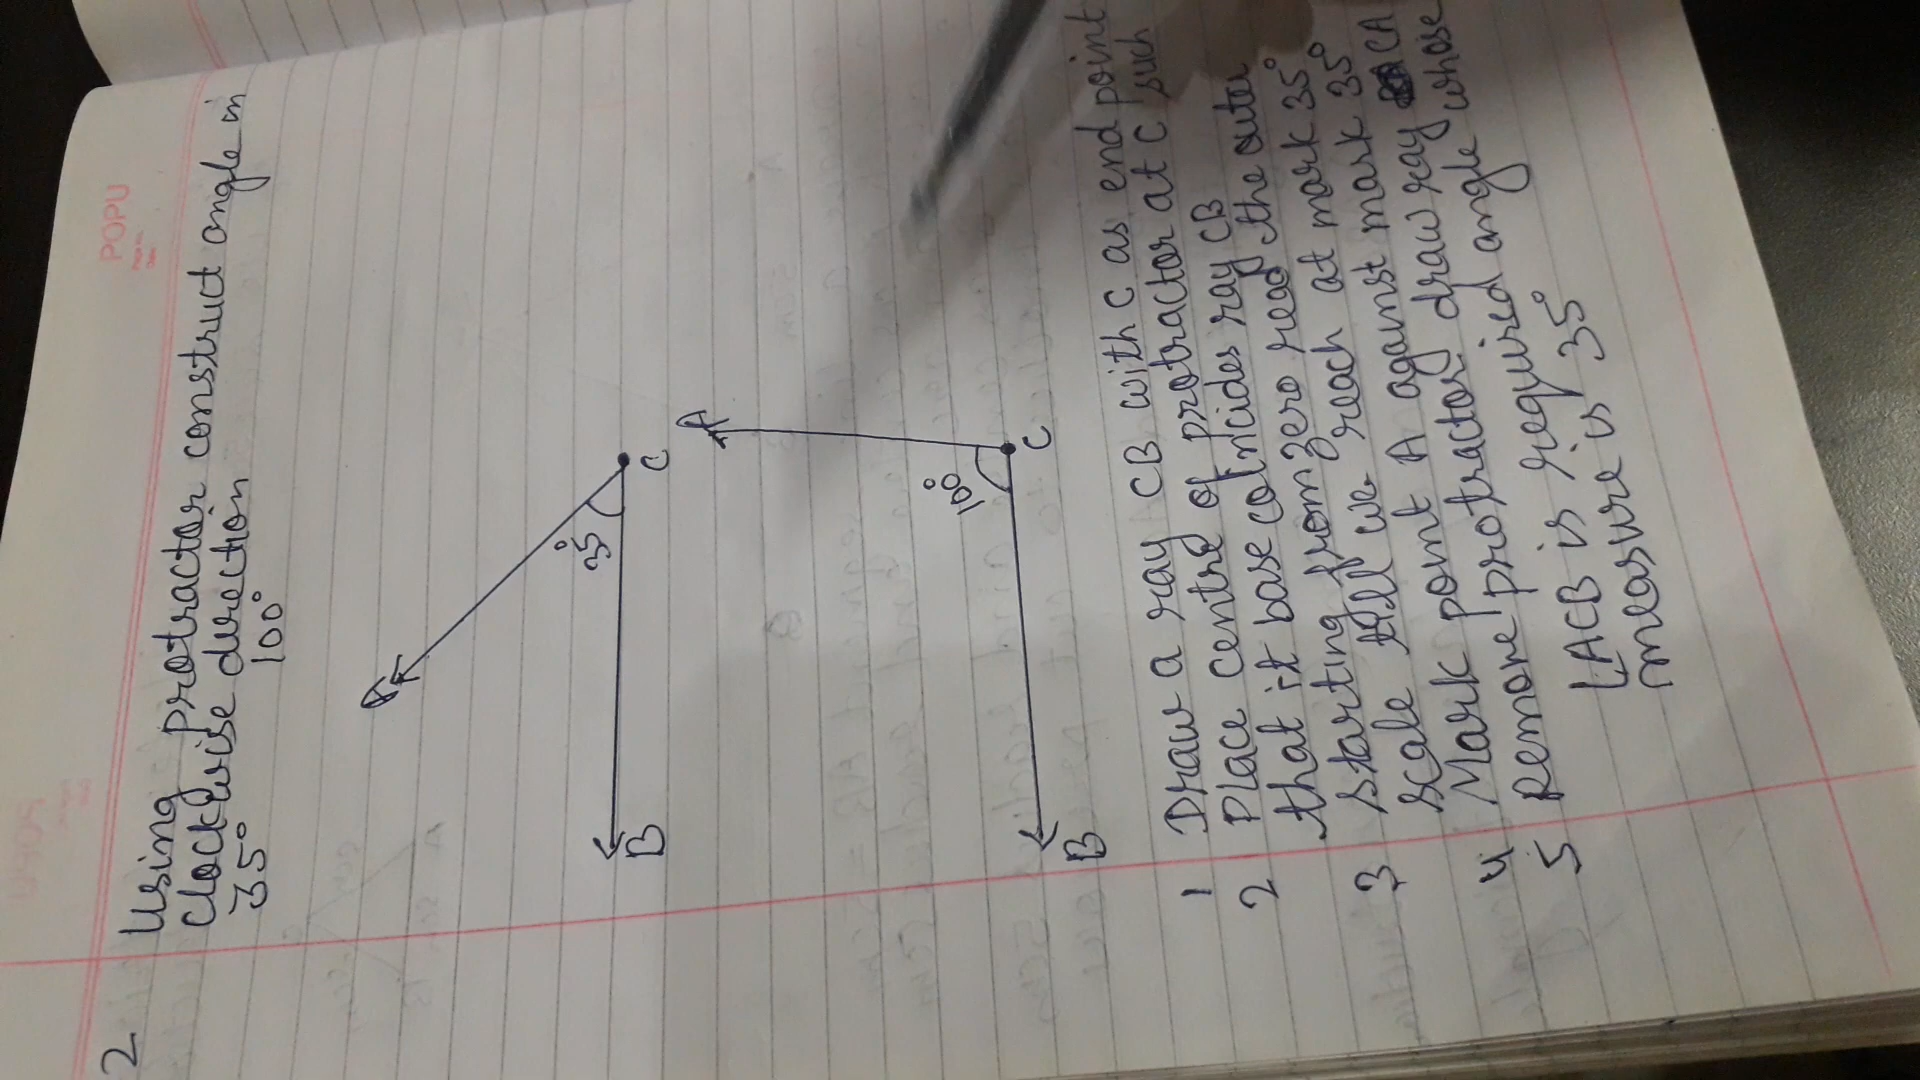 POPU
2 Using protractor construct angle in
clockwise direction
35° 100°
A
35°
B
C
A
100°
B
C
1 Draw a ray CB with C as end point
2 Place centre of protractor at C such
that it base coincides ray CB
3 starting from zero read the outer
scale till we reach at mark 35°
4 Mark point A against mark 35°
5 Remove protractor draw ray CA
LACB is required angle whose
measure is 35°